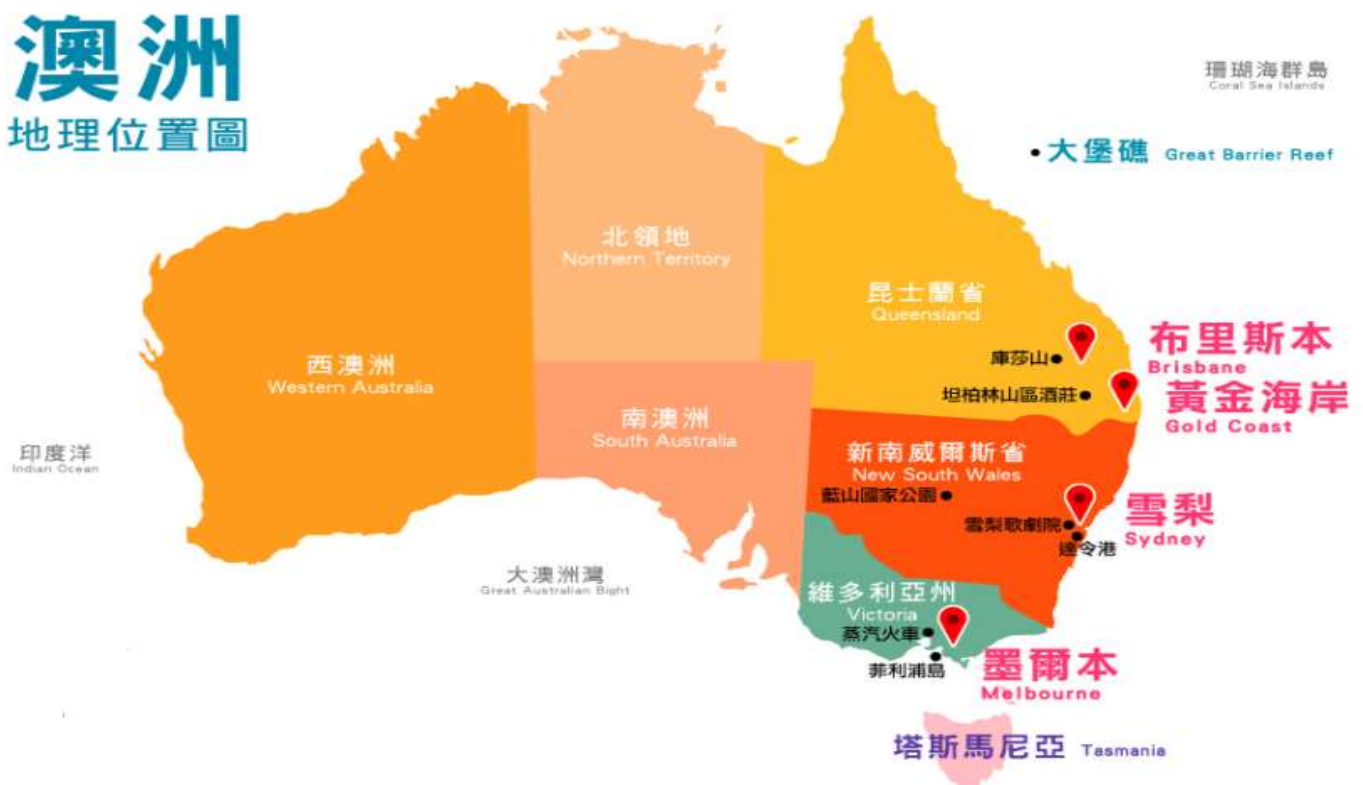 澳洲
地理位置圖
珊瑚海群島
Coral Sea Islands
大堡礁 Great Barrier Reef
北領地
Northern Territory
昆士蘭省
Queensland
布里斯本
Brisbane
庫莎山
西澳洲
Western Australia
坦柏林山區酒莊
黃金海岸
Gold Coast
南澳洲
South Australia
印度洋
Indian Ocean
新南威爾斯省
New South Wales
藍山國家公園
雪梨
Sydney
雪梨歌劇院
達令港
大澳洲灣
Great Australian Bight
維多利亞州
Victoria
蒸汽火車
菲利浦島
墨爾本
Melbourne
塔斯馬尼亞 Tasmania